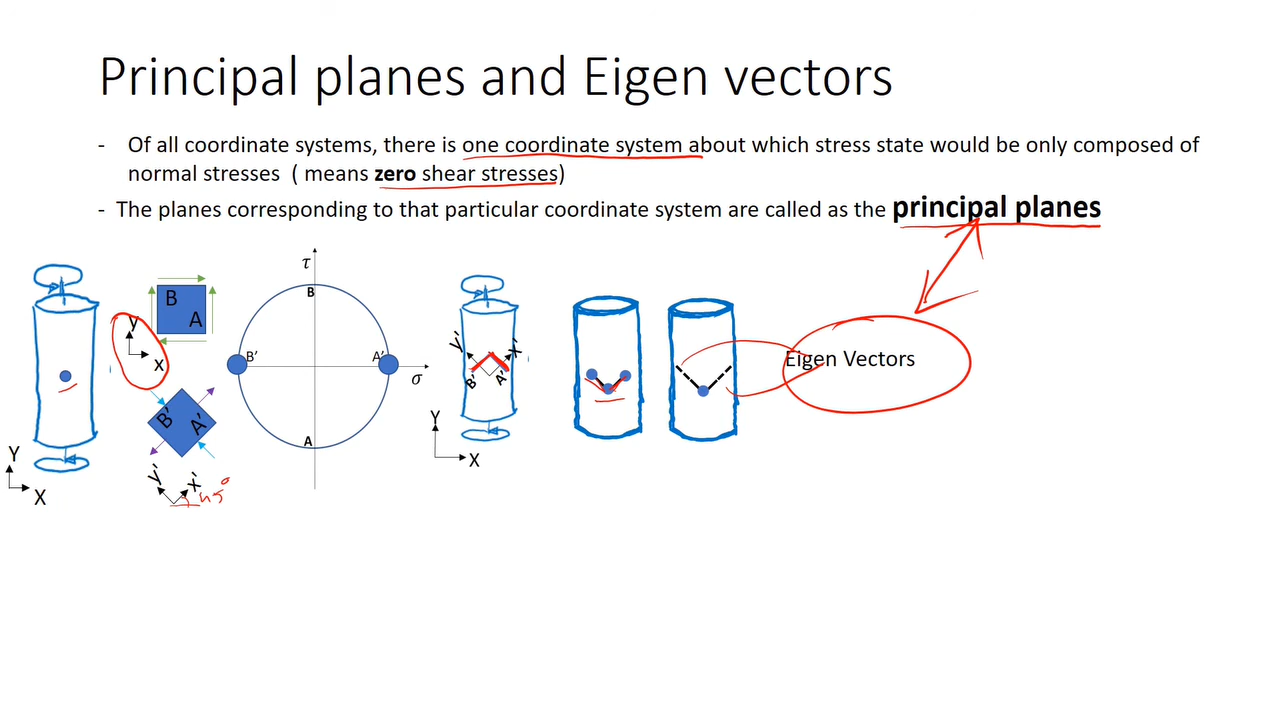 Principal planes and Eigen vectors
- Of all coordinate systems, there is one coordinate system about which stress state would be only composed of
normal stresses ( means zero shear stresses)
- The planes corresponding to that particular coordinate system are called as the principal planes
τ
B
B
A
y
x
B'
A'
σ
A
B'
A'
y'
x'
45°
Y
X
y'
x'
B'
A'
Y
X
Eigen Vectors